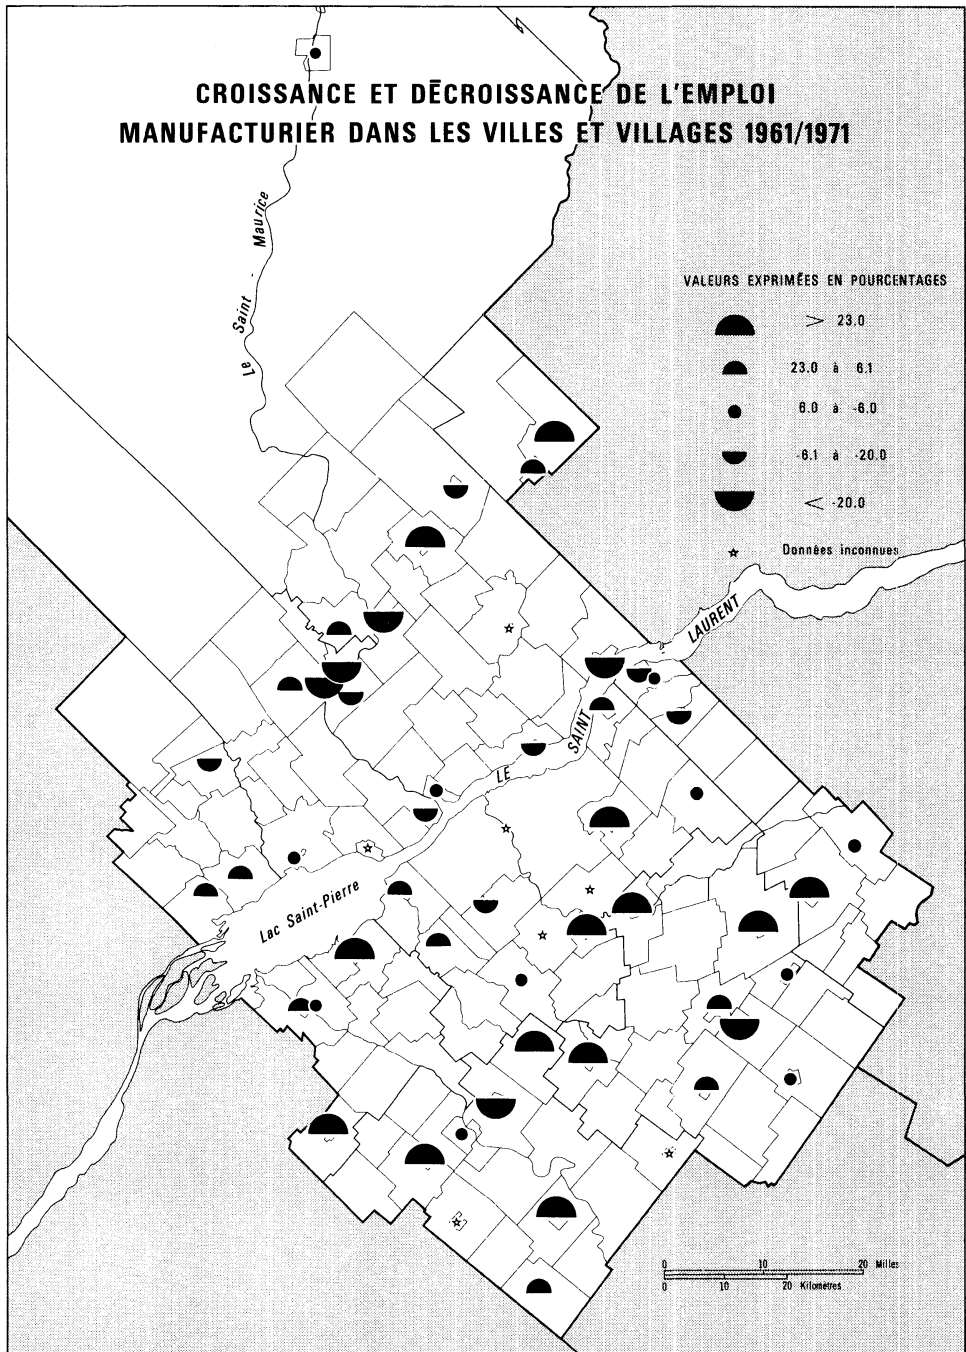 CROISSANCE ET DĒCROISSANCE DE L'EMPLOI
MANUFACTURIER DANS LES VILLES ET VILLAGES 1961/1971
Le Saint - Maurice
VALEURS EXPRIMÉES EN POURCENTAGES
> 23.0
23.0 à 6.1
6.0 à -6.0
-6.1 à -20.0
< -20.0
Données inconnues
LE SAINT LAURENT
Lac Saint-Pierre
0 10 20 Milles
0 10 20 Kilomètres